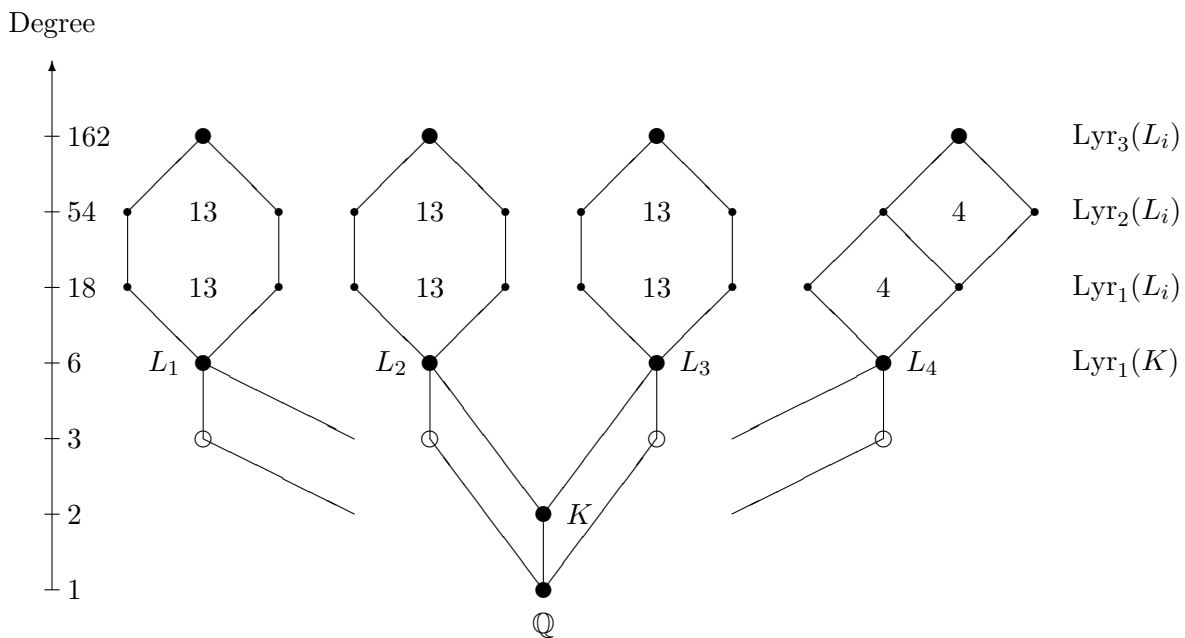 Degree
162 Lyr₃(Lᵢ)
54 13 13 13 4 Lyr₂(Lᵢ)
18 13 13 13 4 Lyr₁(Lᵢ)
6 L₁ L₂ L₃ L₄ Lyr₁(K)
3
2 K
1
ℚ